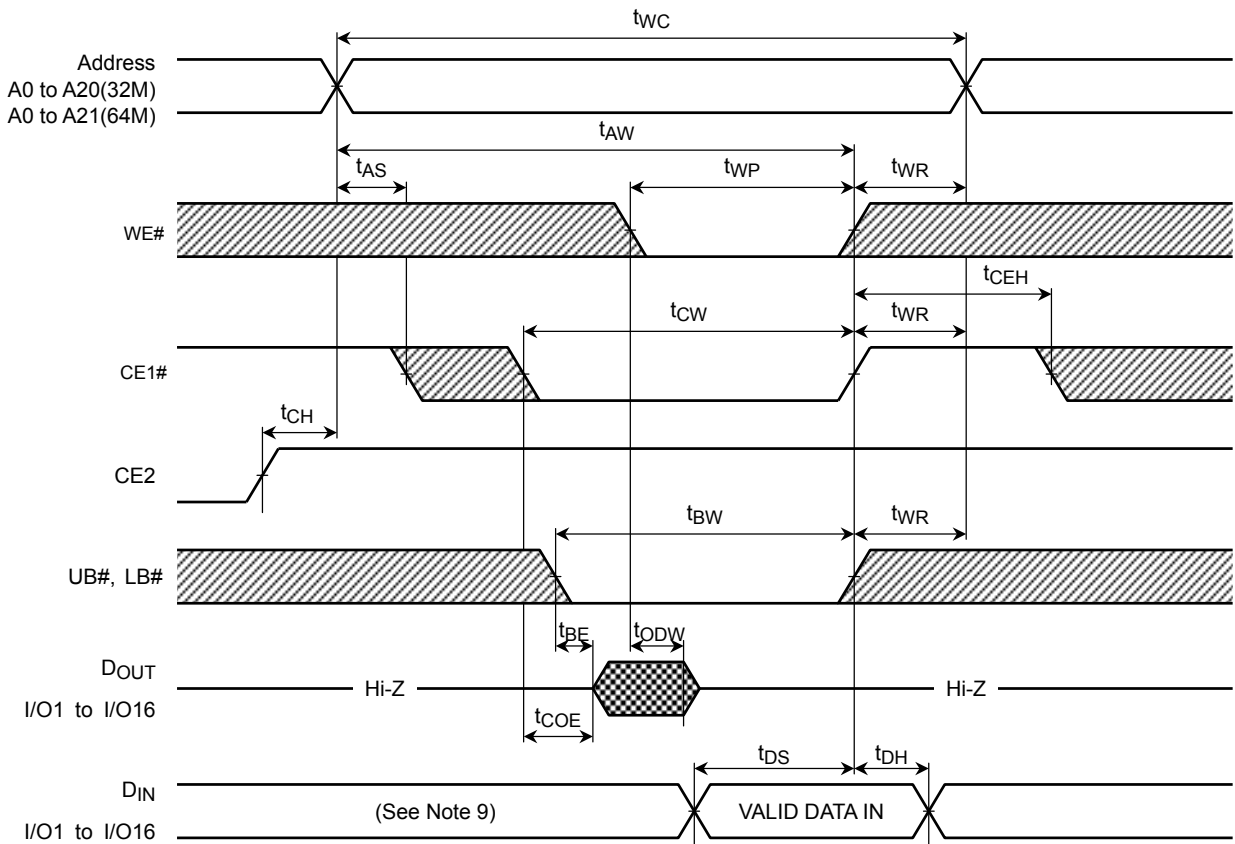 tWC
Address
A0 to A20(32M)
A0 to A21(64M)
tAW
tAS
tWP
tWR
WE#
tCEH
tCW
tWR
CE1#
tCH
CE2
tBW
tWR
UB#, LB#
tBE
tODW
DOUT
Hi-Z
Hi-Z
I/O1 to I/O16
tCOE
tDS
tDH
DIN
(See Note 9)
VALID DATA IN
I/O1 to I/O16